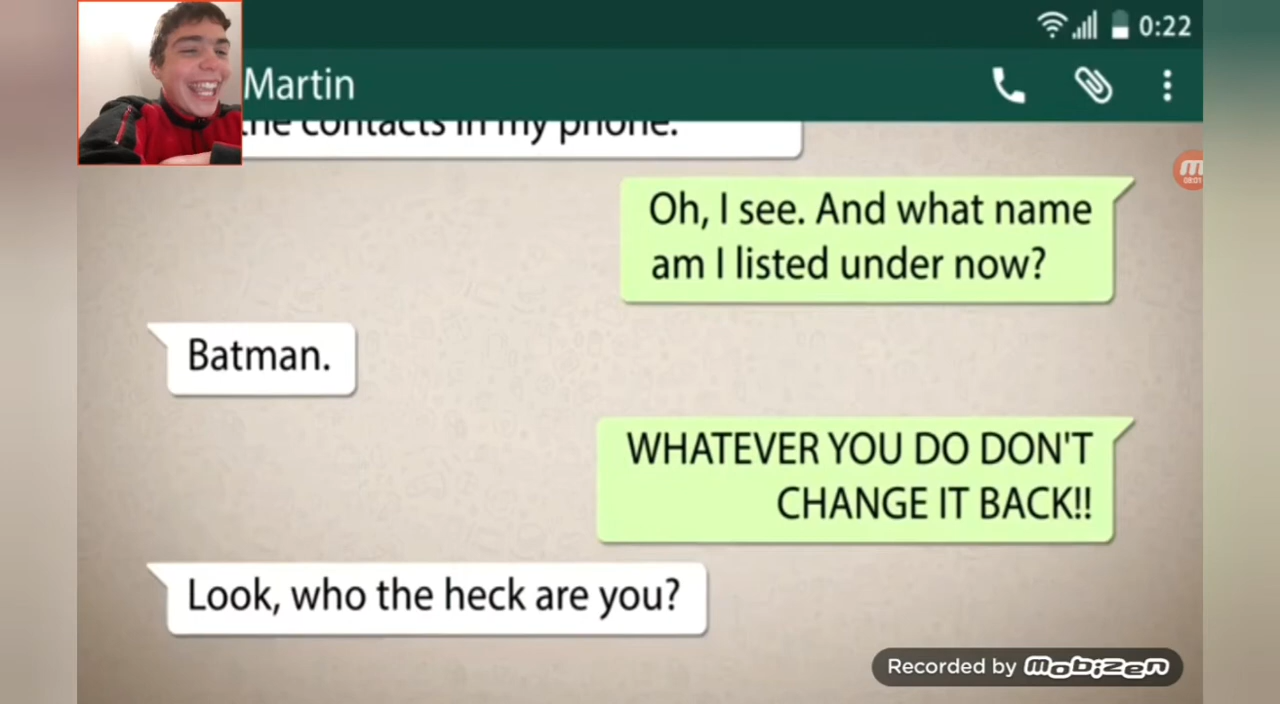 0:22
Martin
the contacts in my phone.
Oh, I see. And what name
am I listed under now?
Batman.
WHATEVER YOU DO DON'T
CHANGE IT BACK!!
Look, who the heck are you?
Recorded by mobizen